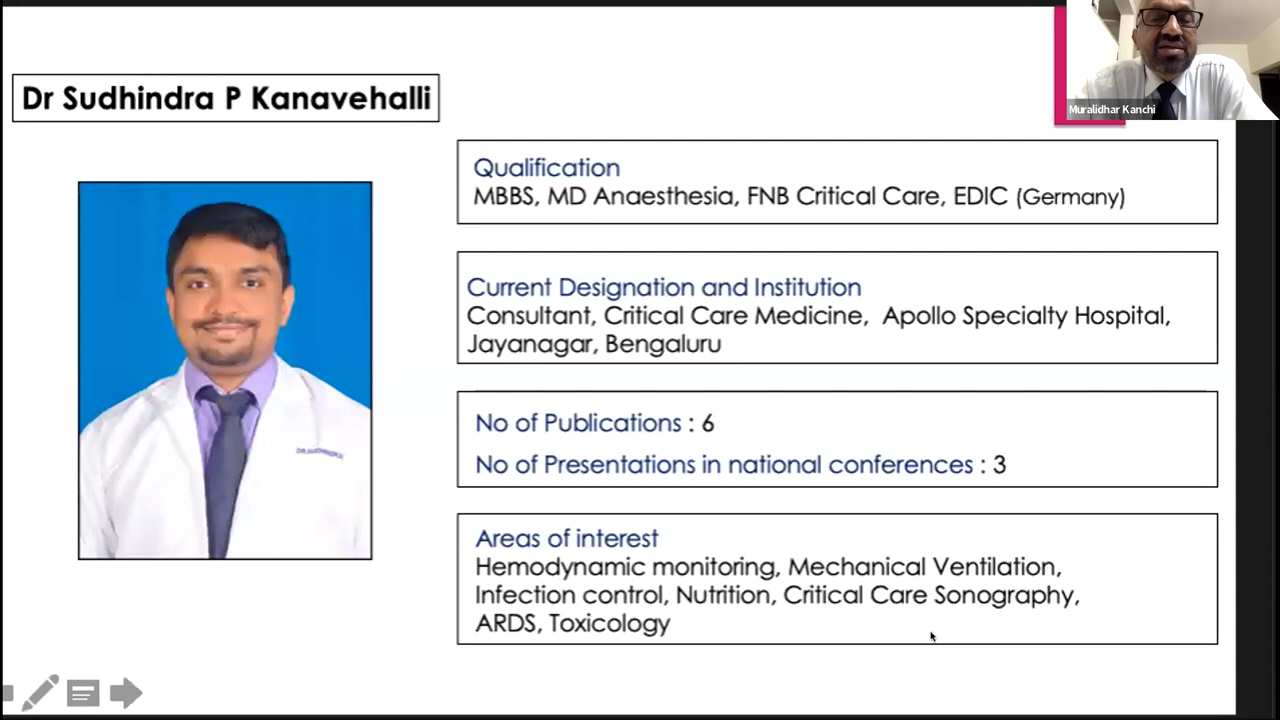 Dr Sudhindra P Kanavehalli
Muralidhar Kanchi
Qualification
MBBS, MD Anaesthesia, FNB Critical Care, EDIC (Germany)
Current Designation and Institution
Consultant, Critical Care Medicine, Apollo Specialty Hospital,
Jayanagar, Bengaluru
No of Publications : 6
No of Presentations in national conferences : 3
Areas of interest
Hemodynamic monitoring, Mechanical Ventilation,
Infection control, Nutrition, Critical Care Sonography,
ARDS, Toxicology